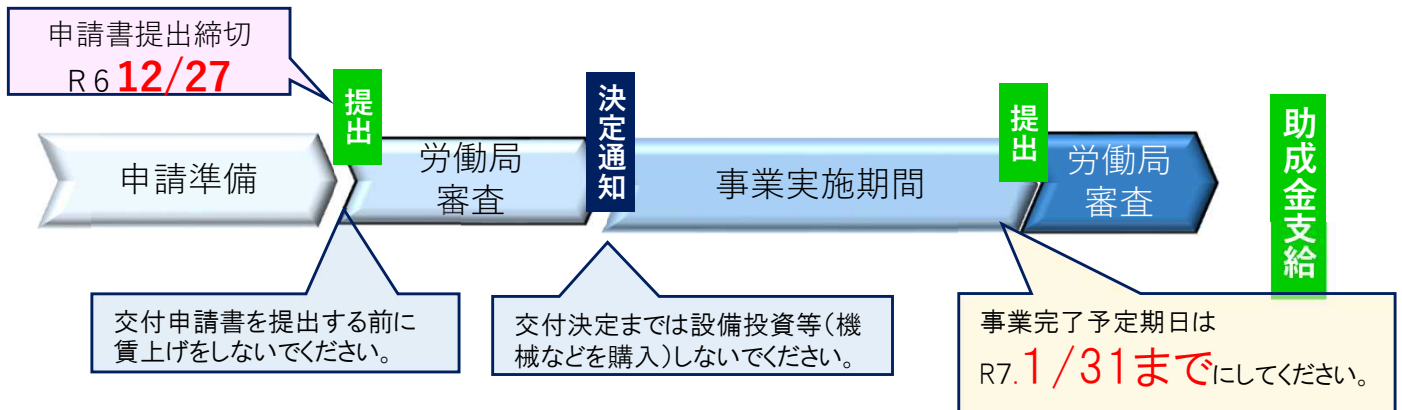 申請書提出締切
R６12/27
提出
決定通知
提出
助成金支給
申請準備
労働局
審査
事業実施期間
労働局
審査
交付申請書を提出する前に
賃上げをしないでください。
交付決定までは設備投資等（機
械などを購入）しないでください。
事業完了予定期日は
R7.１/31までにしてください。